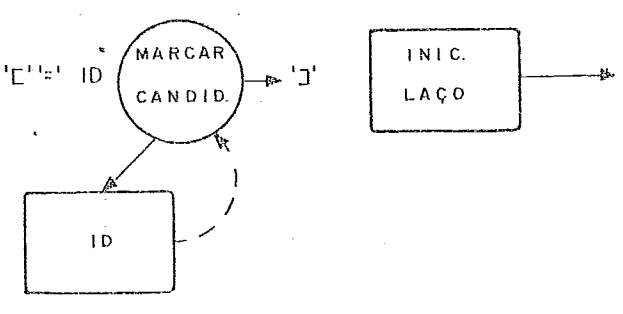 '['':=' ID
MARCAR
CANDID.
']'
INIC.
LAÇO
ID